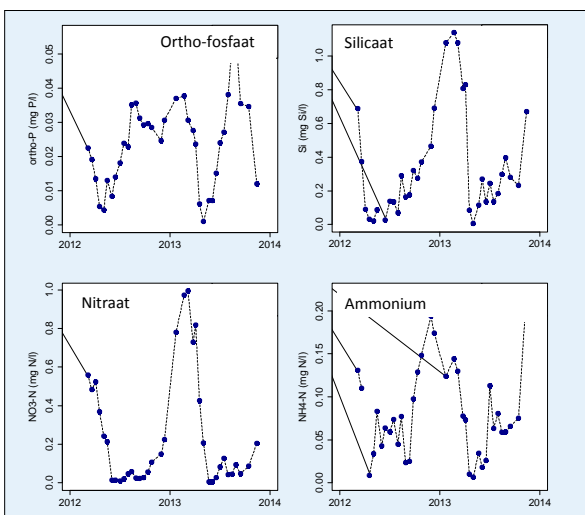 Ortho-fosfaat
ortho-P (mg P/l)
0.00 0.01 0.02 0.03 0.04 0.05
2012 2013 2014
Silicaat
Si (mg Si/l)
0.0 0.2 0.4 0.6 0.8 1.0
2012 2013 2014
Nitraat
NO3-N (mg N/l)
0.0 0.2 0.4 0.6 0.8 1.0
2012 2013 2014
Ammonium
NH4-N (mg N/l)
0.00 0.05 0.10 0.15 0.20
2012 2013 2014